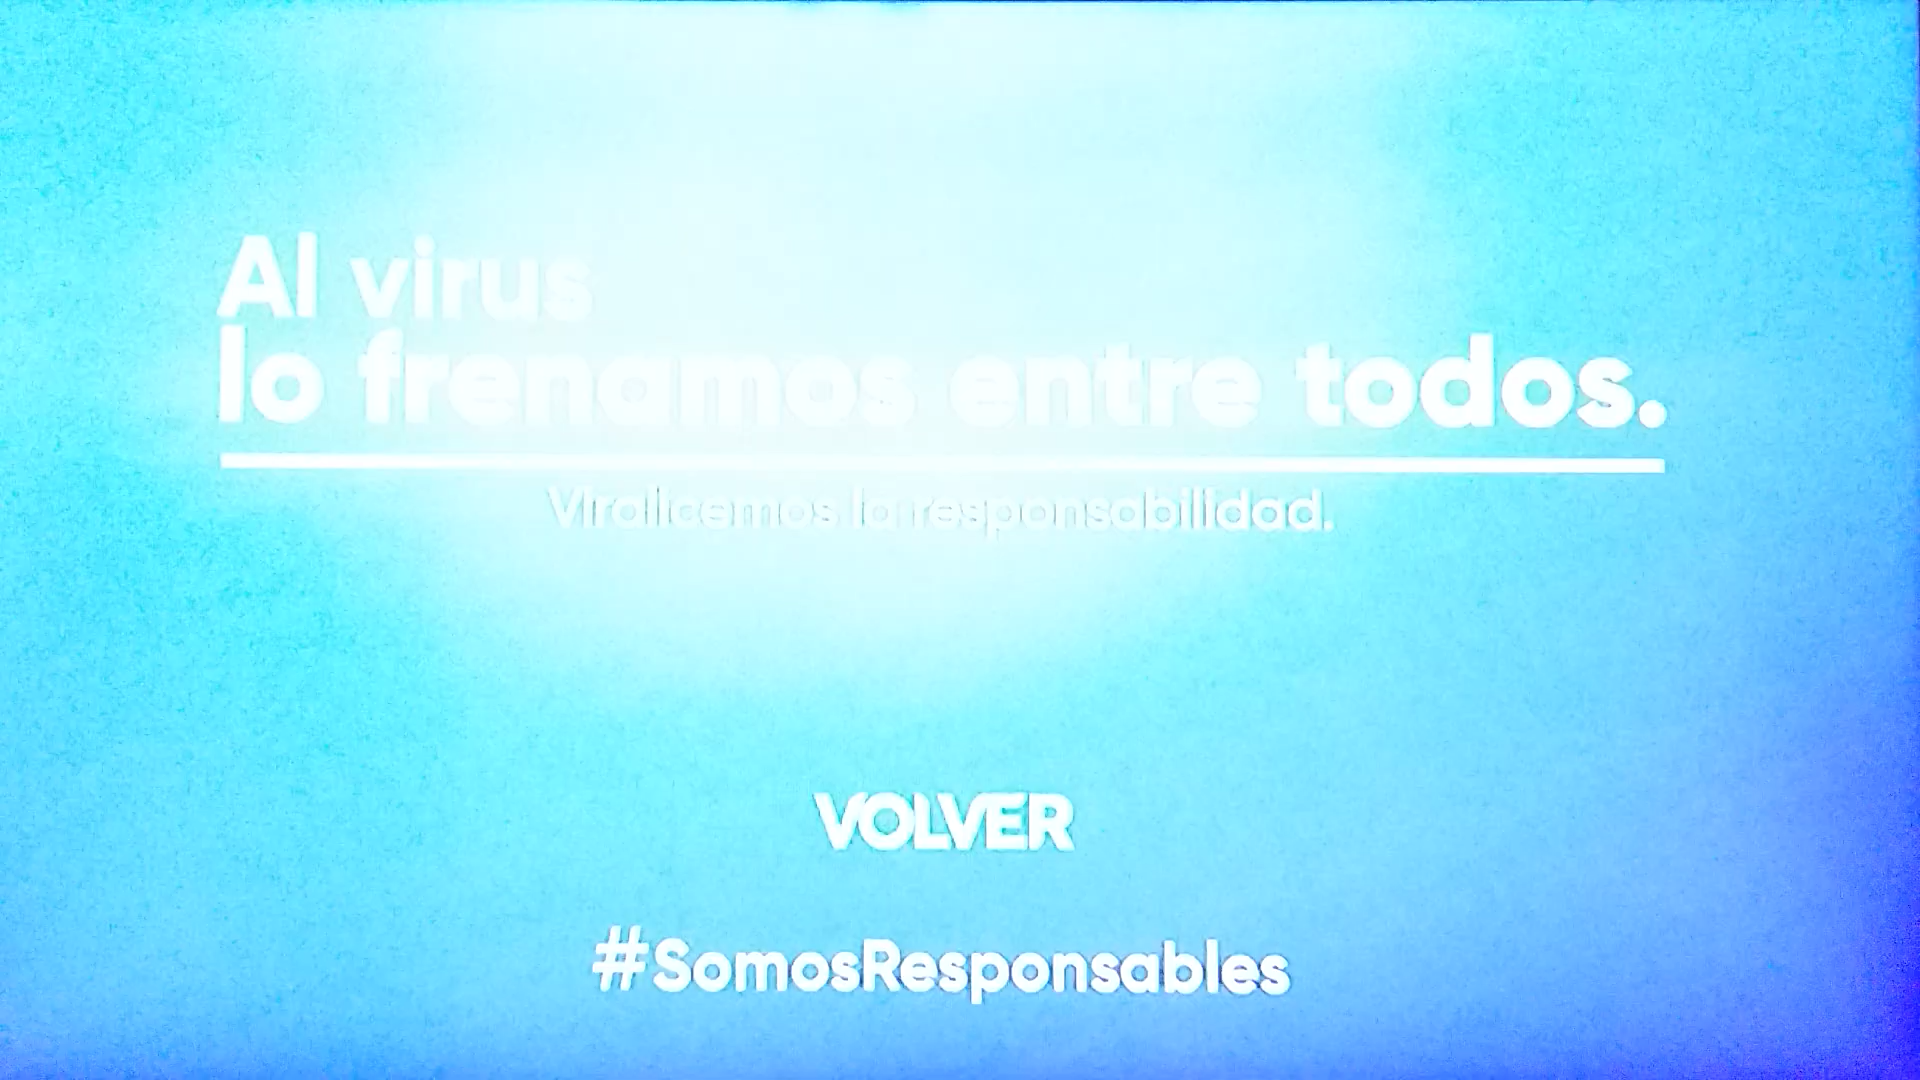 Al virus
lo frenamos entre todos.
Viralicemos la responsabilidad.
VOLVER
#SomosResponsables